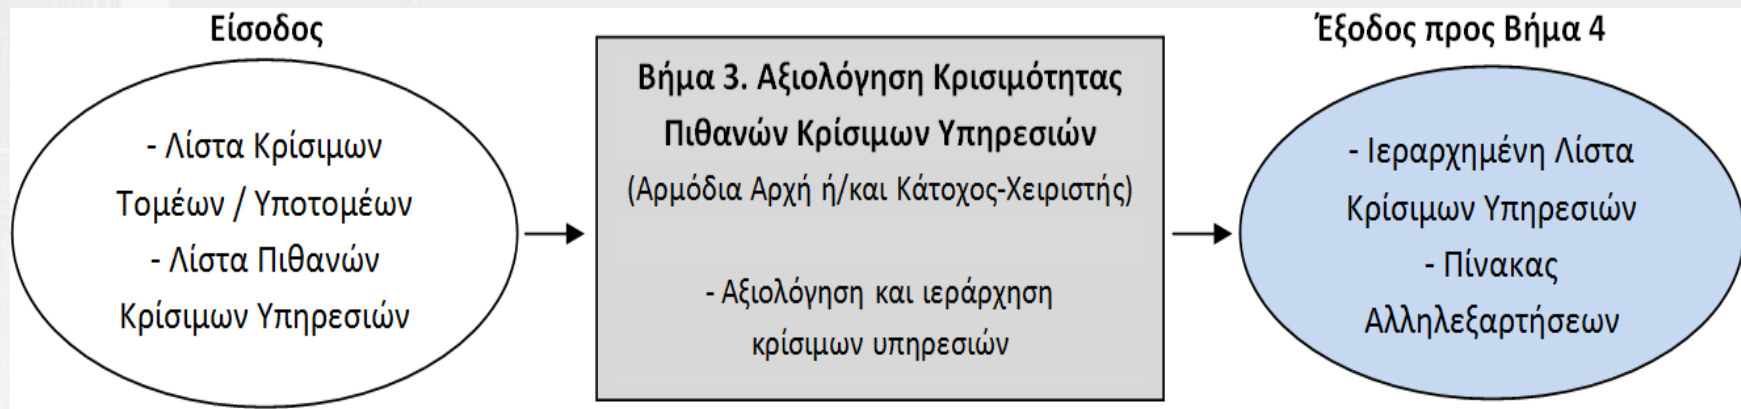 Είσοδος
- Λίστα Κρίσιμων
Τομέων / Υποτομέων
- Λίστα Πιθανών
Κρίσιμων Υπηρεσιών
Βήμα 3. Αξιολόγηση Κρισιμότητας
Πιθανών Κρίσιμων Υπηρεσιών
(Αρμόδια Αρχή ή/και Κάτοχος-Χειριστής)
- Αξιολόγηση και ιεράρχηση
κρίσιμων υπηρεσιών
Έξοδος προς Βήμα 4
- Ιεραρχημένη Λίστα
Κρίσιμων Υπηρεσιών
- Πίνακας
Αλληλεξαρτήσεων